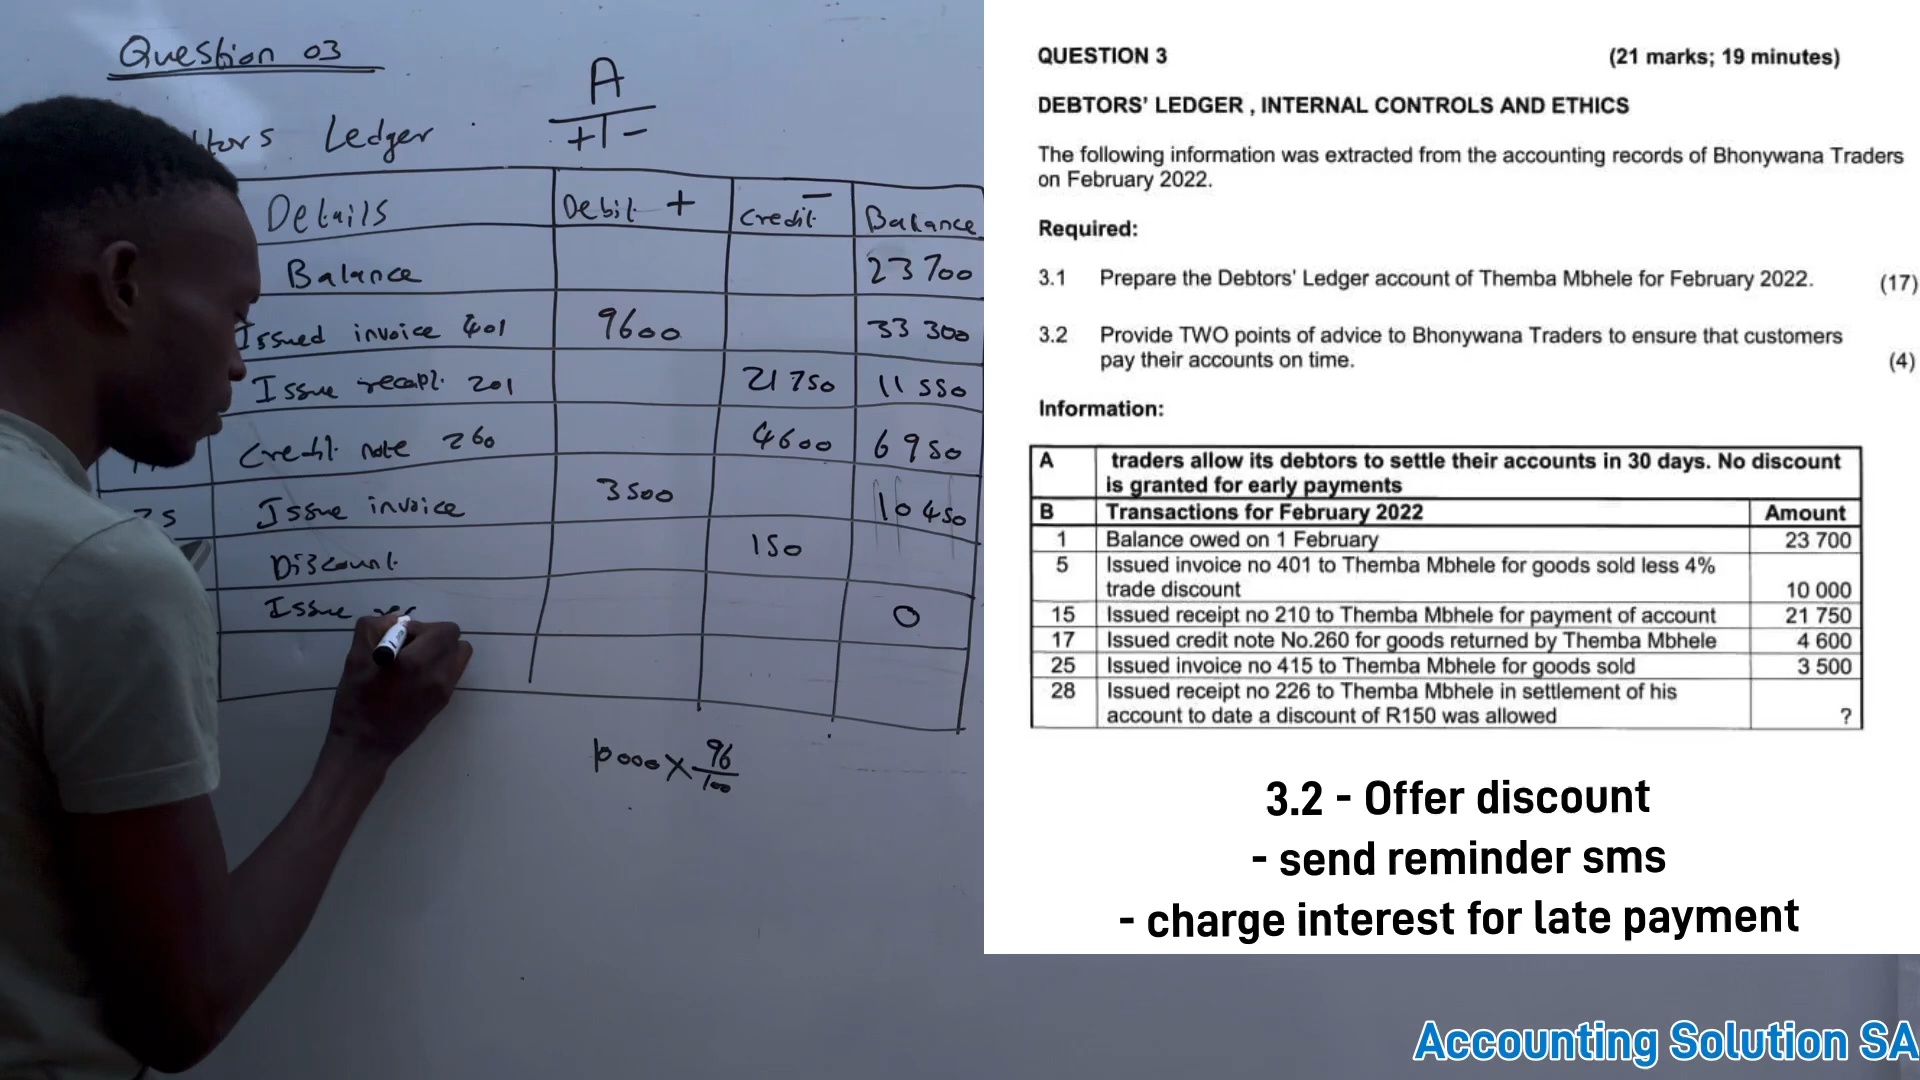 Question 03
A
+ -
tors Ledger
Details Debit + Credit - Balance
Balance 23 700
Issued invoice 401 9600 33 300
Issue recept 201 21 750 11 550
Credit note 260 4600 6 950
25 Issue invoice 3500 10 450
Discount 150
Issue rec 0
10 000 X 96/100
QUESTION 3 (21 marks; 19 minutes)
DEBTORS' LEDGER , INTERNAL CONTROLS AND ETHICS
The following information was extracted from the accounting records of Bhonywana Traders
on February 2022.
Required:
3.1 Prepare the Debtors' Ledger account of Themba Mbhele for February 2022. (17)
3.2 Provide TWO points of advice to Bhonywana Traders to ensure that customers
pay their accounts on time. (4)
Information:
A traders allow its debtors to settle their accounts in 30 days. No discount
is granted for early payments
B Transactions for February 2022 Amount
1 Balance owed on 1 February 23 700
5 Issued invoice no 401 to Themba Mbhele for goods sold less 4%
trade discount 10 000
15 Issued receipt no 210 to Themba Mbhele for payment of account 21 750
17 Issued credit note No.260 for goods returned by Themba Mbhele 4 600
25 Issued invoice no 415 to Themba Mbhele for goods sold 3 500
28 Issued receipt no 226 to Themba Mbhele in settlement of his
account to date a discount of R150 was allowed ?
3.2 - Offer discount
- send reminder sms
- charge interest for late payment
Accounting Solution SA